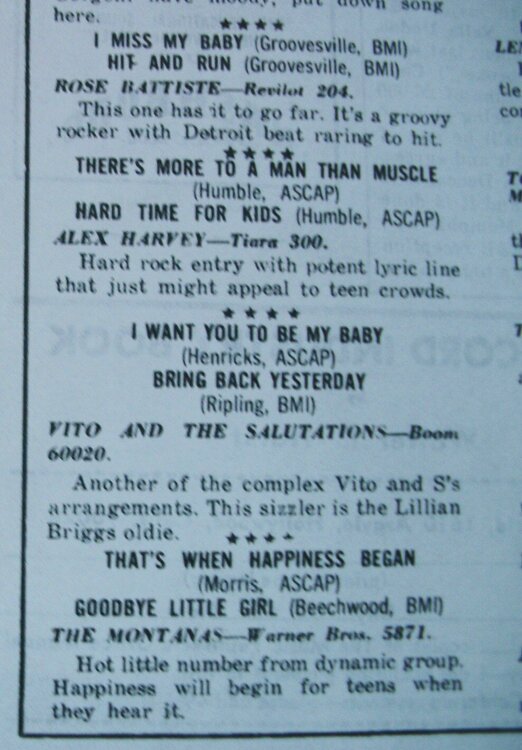 have moody, put down song
here.
★★★★
I MISS MY BABY (Groovesville, BMI)
HIT AND RUN (Groovesville, BMI)
ROSE BATTISTE—Revilot 204.
This one has it to go far. It's a groovy
rocker with Detroit beat raring to hit.
★★★★
THERE'S MORE TO A MAN THAN MUSCLE
(Humble, ASCAP)
HARD TIME FOR KIDS (Humble, ASCAP)
ALEX HARVEY—Tiara 300.
Hard rock entry with potent lyric line
that just might appeal to teen crowds.
★★★★
I WANT YOU TO BE MY BABY
(Henricks, ASCAP)
BRING BACK YESTERDAY
(Ripling, BMI)
VITO AND THE SALUTATIONS—Boom
60020.
Another of the complex Vito and S's
arrangements. This sizzler is the Lillian
Briggs oldie.
★★★★
THAT'S WHEN HAPPINESS BEGAN
(Morris, ASCAP)
GOODBYE LITTLE GIRL (Beechwood, BMI)
THE MONTANAS—Warner Bros. 5871.
Hot little number from dynamic group.
Happiness will begin for teens when
they hear it.